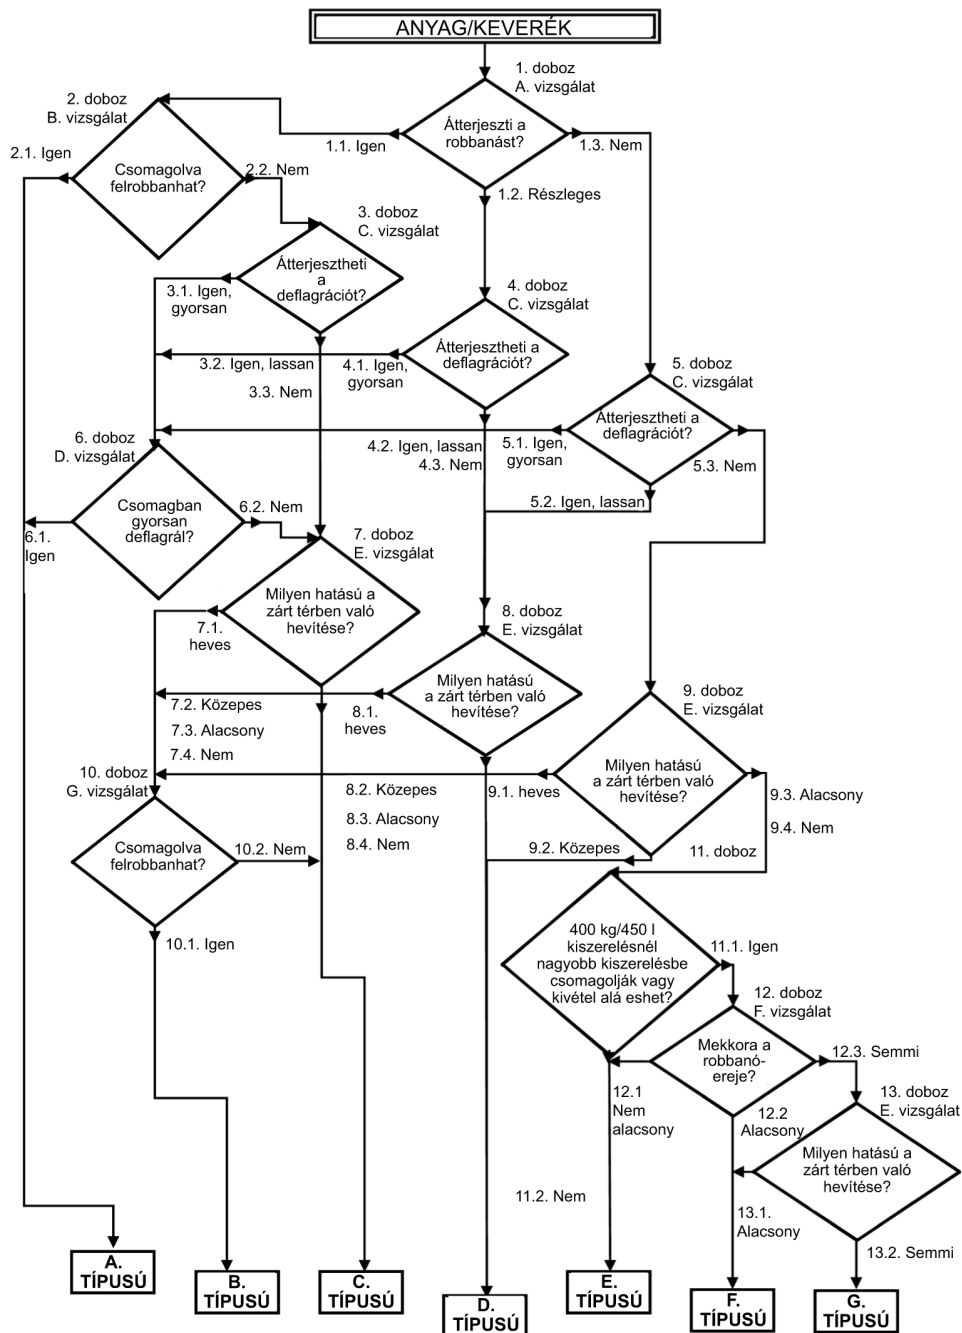 ANYAG/KEVERÉK
1. doboz
A. vizsgálat
Átterjeszti a
robbanást?
1.1. Igen
1.3. Nem
1.2. Részleges
2. doboz
B. vizsgálat
2.1. Igen
Csomagolva
felrobbanhat?
2.2. Nem
3. doboz
C. vizsgálat
Átterjesztheti
a
deflagrációt?
3.1. Igen,
gyorsan
3.2. Igen, lassan
3.3. Nem
4. doboz
C. vizsgálat
Átterjesztheti a
deflagrációt?
4.1. Igen,
gyorsan
4.2. Igen, lassan
4.3. Nem
5. doboz
C. vizsgálat
Átterjesztheti a
deflagrációt?
5.1. Igen,
gyorsan
5.3. Nem
5.2. Igen, lassan
6. doboz
D. vizsgálat
Csomagban
gyorsan
deflagrál?
6.1.
Igen
6.2. Nem
7. doboz
E. vizsgálat
Milyen hatású a
zárt térben való
hevítése?
7.1.
heves
7.2. Közepes
7.3. Alacsony
7.4. Nem
8. doboz
E. vizsgálat
Milyen hatású
a zárt térben való
hevítése?
8.1.
heves
8.2. Közepes
8.3. Alacsony
8.4. Nem
9. doboz
E. vizsgálat
Milyen hatású
a zárt térben való
hevítése?
9.1. heves
9.2. Közepes
9.3. Alacsony
9.4. Nem
10. doboz
G. vizsgálat
Csomagolva
felrobbanhat?
10.2. Nem
10.1. Igen
11. doboz
400 kg/450 l
kiszerelésnél
nagyobb kiszerelésbe
csomagolják vagy
kivétel alá eshet?
11.1. Igen
11.2. Nem
12. doboz
F. vizsgálat
Mekkora a
robbanó-
ereje?
12.1
Nem
alacsony
12.2
Alacsony
12.3. Semmi
13. doboz
E. vizsgálat
Milyen hatású a
zárt térben való
hevítése?
13.1.
Alacsony
13.2. Semmi
A.
TÍPUSÚ
B.
TÍPUSÚ
C.
TÍPUSÚ
D.
TÍPUSÚ
E.
TÍPUSÚ
F.
TÍPUSÚ
G.
TÍPUSÚ